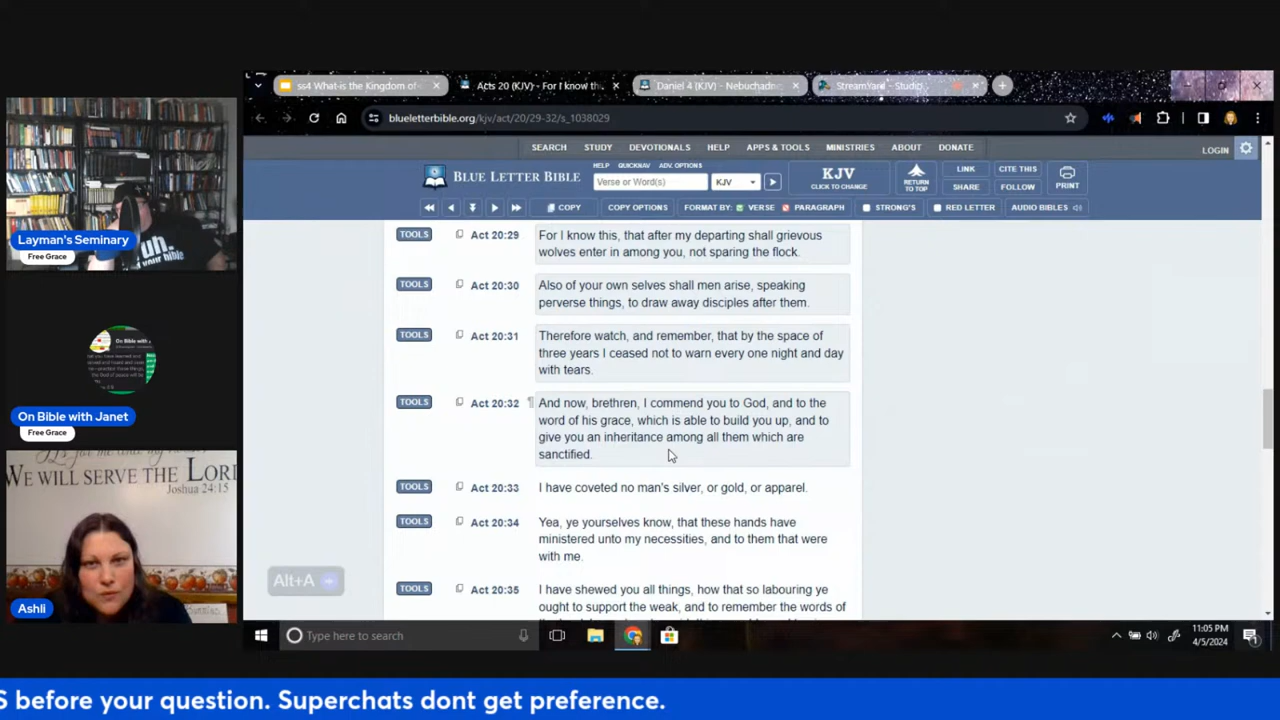 ss4 What-is the Kingdom of
Acts 20 (KJV) - For I know thi
Daniel 4 (KJV) - Nebuchadn
StreamYard - Studio
blueletterbible.org/kjv/act/20/29-32/s_1038029
SEARCH STUDY DEVOTIONALS HELP APPS & TOOLS MINISTRIES ABOUT DONATE
LOGIN
BLUE LETTER BIBLE
HELP QUICKNAV ADV. OPTIONS
Verse or Word(s) KJV
KJV
CLICK TO CHANGE
RETURN
TO TOP
LINK
SHARE
CITE THIS
FOLLOW
PRINT
COPY COPY OPTIONS FORMAT BY: VERSE PARAGRAPH STRONG'S RED LETTER AUDIO BIBLES
TOOLS Act 20:29 For I know this, that after my departing shall grievous
wolves enter in among you, not sparing the flock.
TOOLS Act 20:30 Also of your own selves shall men arise, speaking
perverse things, to draw away disciples after them.
TOOLS Act 20:31 Therefore watch, and remember, that by the space of
three years I ceased not to warn every one night and day
with tears.
TOOLS Act 20:32 ¶ And now, brethren, I commend you to God, and to the
word of his grace, which is able to build you up, and to
give you an inheritance among all them which are
sanctified.
TOOLS Act 20:33 I have coveted no man's silver, or gold, or apparel.
TOOLS Act 20:34 Yea, ye yourselves know, that these hands have
ministered unto my necessities, and to them that were
with me.
TOOLS Act 20:35 I have shewed you all things, how that so labouring ye
ought to support the weak, and to remember the words of
Alt+A
Type here to search
11:05 PM
4/5/2024
Layman's Seminary
Free Grace
On Bible with Janet
Free Grace
WE WILL SERVE THE LORD
Joshua 24:15
Ashli
S before your question. Superchats dont get preference.